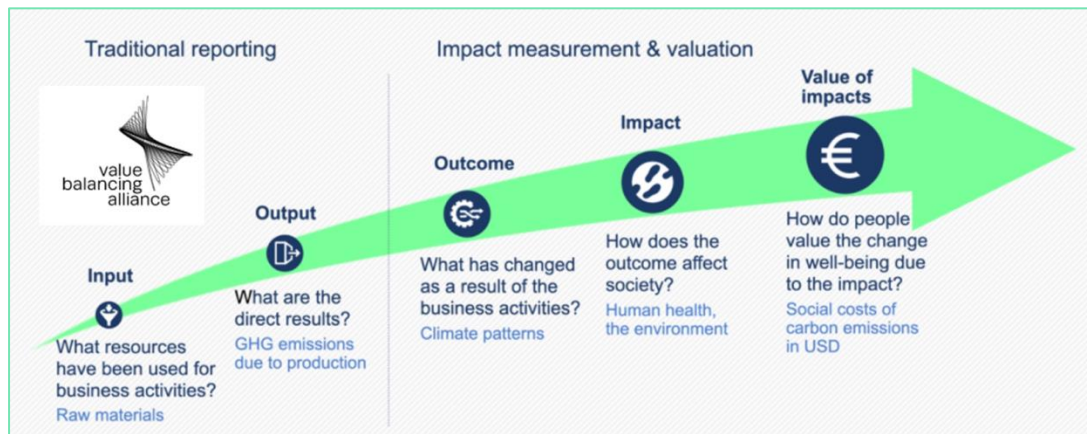 Traditional reporting
Impact measurement & valuation
value
balancing
alliance
Input
What resources
have been used for
business activities?
Raw materials
Output
What are the
direct results?
GHG emissions
due to production
Outcome
What has changed
as a result of the
business activities?
Climate patterns
Impact
How does the
outcome affect
society?
Human health,
the environment
Value of
impacts
€
How do people
value the change
in well-being due
to the impact?
Social costs of
carbon emissions
in USD